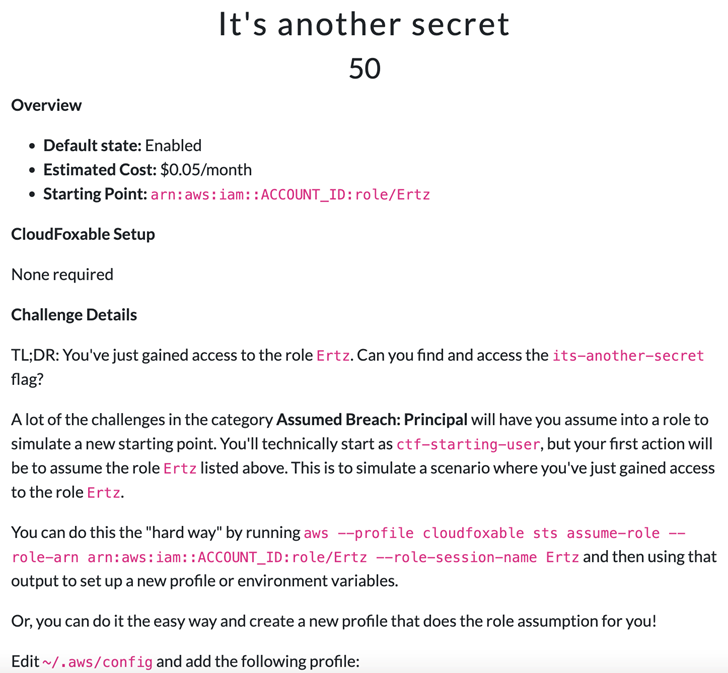 It's another secret
50
Overview
• Default state: Enabled
• Estimated Cost: $0.05/month
• Starting Point: arn:aws:iam::ACCOUNT_ID:role/Ertz
CloudFoxable Setup
None required
Challenge Details
TL;DR: You've just gained access to the role Ertz. Can you find and access the its-another-secret
flag?
A lot of the challenges in the category Assumed Breach: Principal will have you assume into a role to
simulate a new starting point. You'll technically start as ctf-starting-user, but your first action will
be to assume the role Ertz listed above. This is to simulate a scenario where you've just gained access
to the role Ertz.
You can do this the "hard way" by running aws --profile cloudfoxable sts assume-role --
role-arn arn:aws:iam::ACCOUNT_ID:role/Ertz --role-session-name Ertz and then using that
output to set up a new profile or environment variables.
Or, you can do it the easy way and create a new profile that does the role assumption for you!
Edit ~/.aws/config and add the following profile: